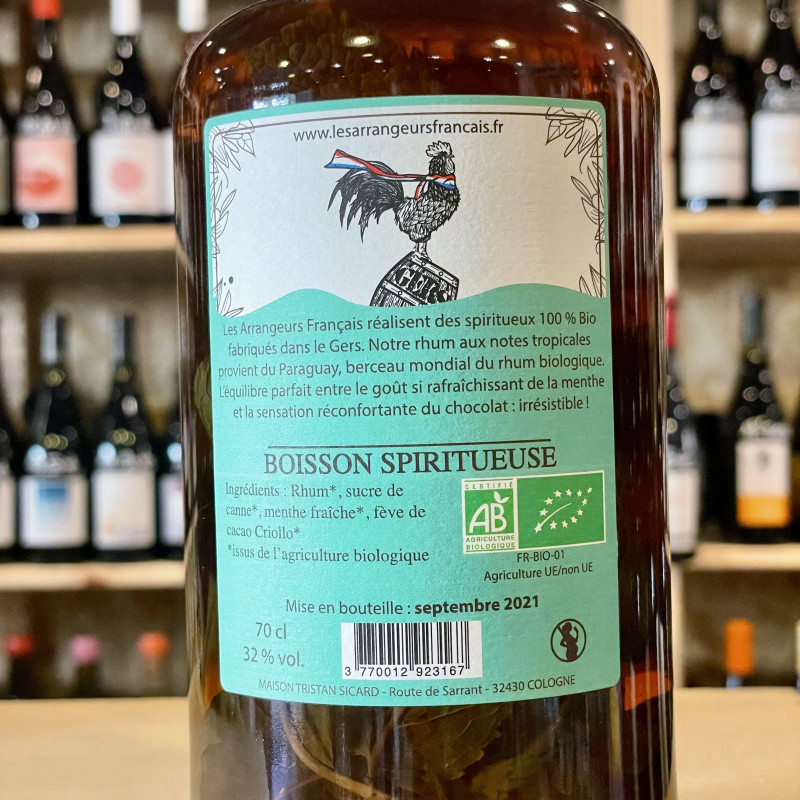 www.lesarrangeursfrancais.fr
GERS
Les Arrangeurs Français réalisent des spiritueux 100 % Bio
fabriqués dans le Gers. Notre rhum aux notes tropicales
provient du Paraguay, berceau mondial du rhum biologique.
L'équilibre parfait entre le goût si rafraîchissant de la menthe
et la sensation réconfortante du chocolat : irrésistible !
BOISSON SPIRITUEUSE
Ingrédients : Rhum*, sucre de
canne*, menthe fraîche*, fève de
cacao Criollo*
*issus de l'agriculture biologique
CERTIFIÉ
AB
AGRICULTURE
BIOLOGIQUE
FR-BIO-01
Agriculture UE/non UE
Mise en bouteille : septembre 2021
70 cl
32 % vol.
3 770012 923167
MAISON TRISTAN SICARD - Route de Sarrant - 32430 COLOGNE